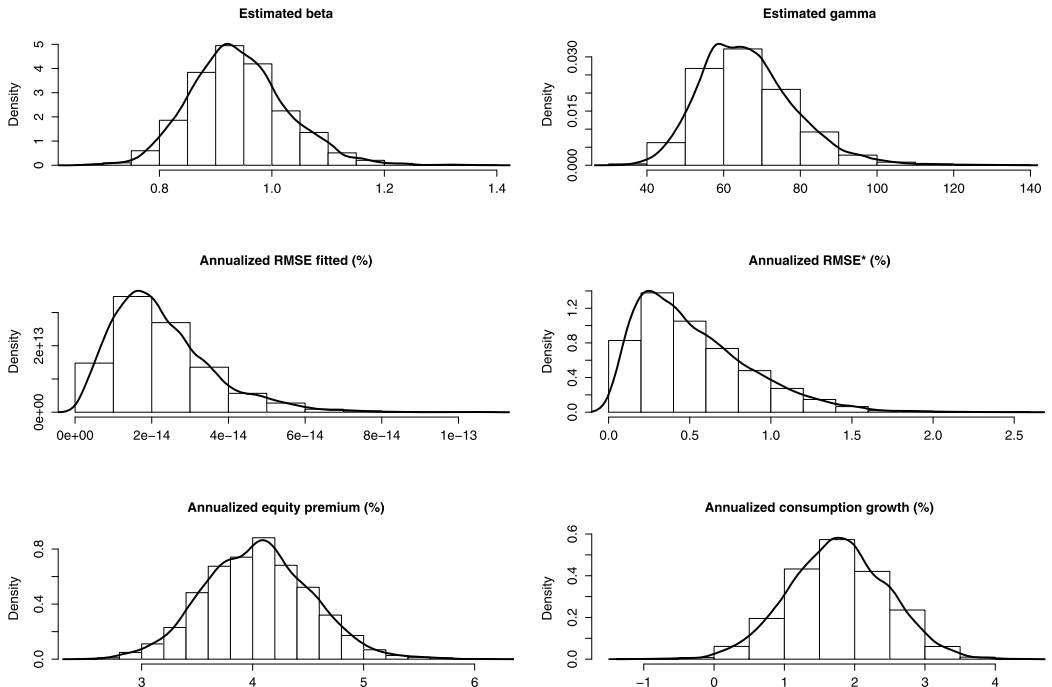 Estimated beta
Density
0 1 2 3 4 5
0.8 1.0 1.2 1.4
Estimated gamma
Density
0.000 0.015 0.030
40 60 80 100 120 140
Annualized RMSE fitted (%)
Density
0e+00 2e+13
0e+00 2e−14 4e−14 6e−14 8e−14 1e−13
Annualized RMSE* (%)
Density
0.0 0.4 0.8 1.2
0.0 0.5 1.0 1.5 2.0 2.5
Annualized equity premium (%)
Density
0.0 0.4 0.8
3 4 5 6
Annualized consumption growth (%)
Density
0.0 0.2 0.4 0.6
−1 0 1 2 3 4